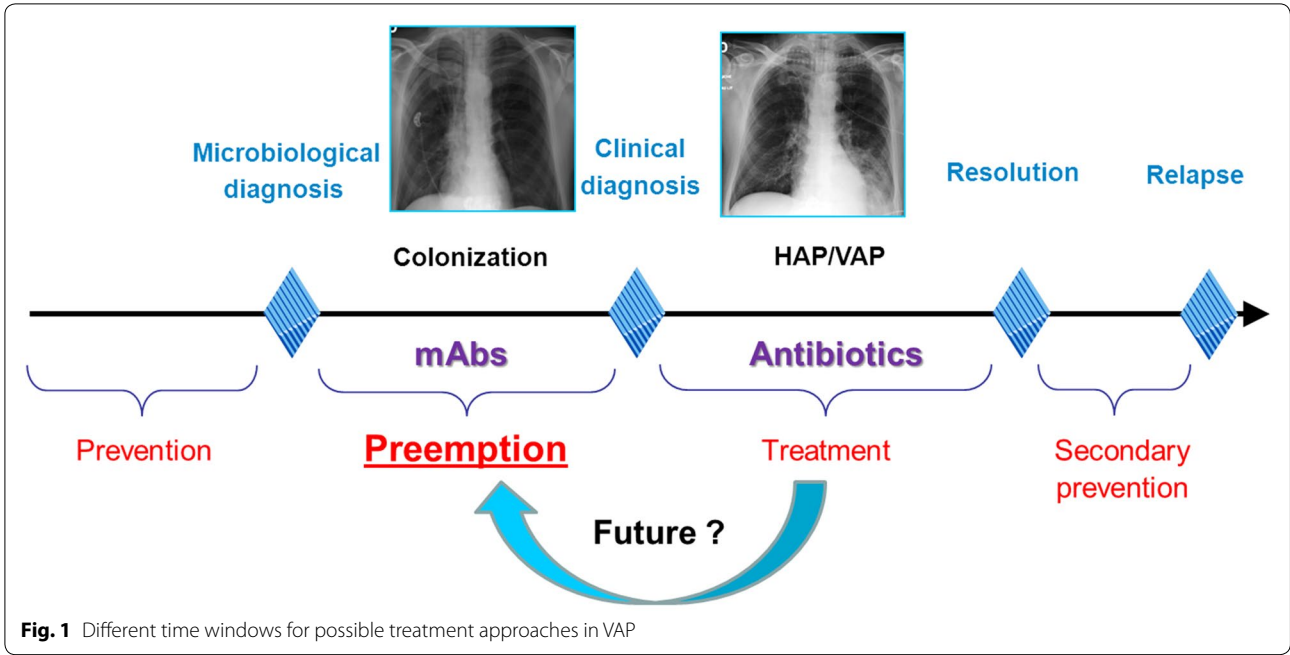 Microbiological
diagnosis
Clinical
diagnosis
Resolution
Relapse
Colonization
HAP/VAP
mAbs
Antibiotics
Prevention
Preemption
Treatment
Secondary
prevention
Future ?
Fig. 1 Different time windows for possible treatment approaches in VAP